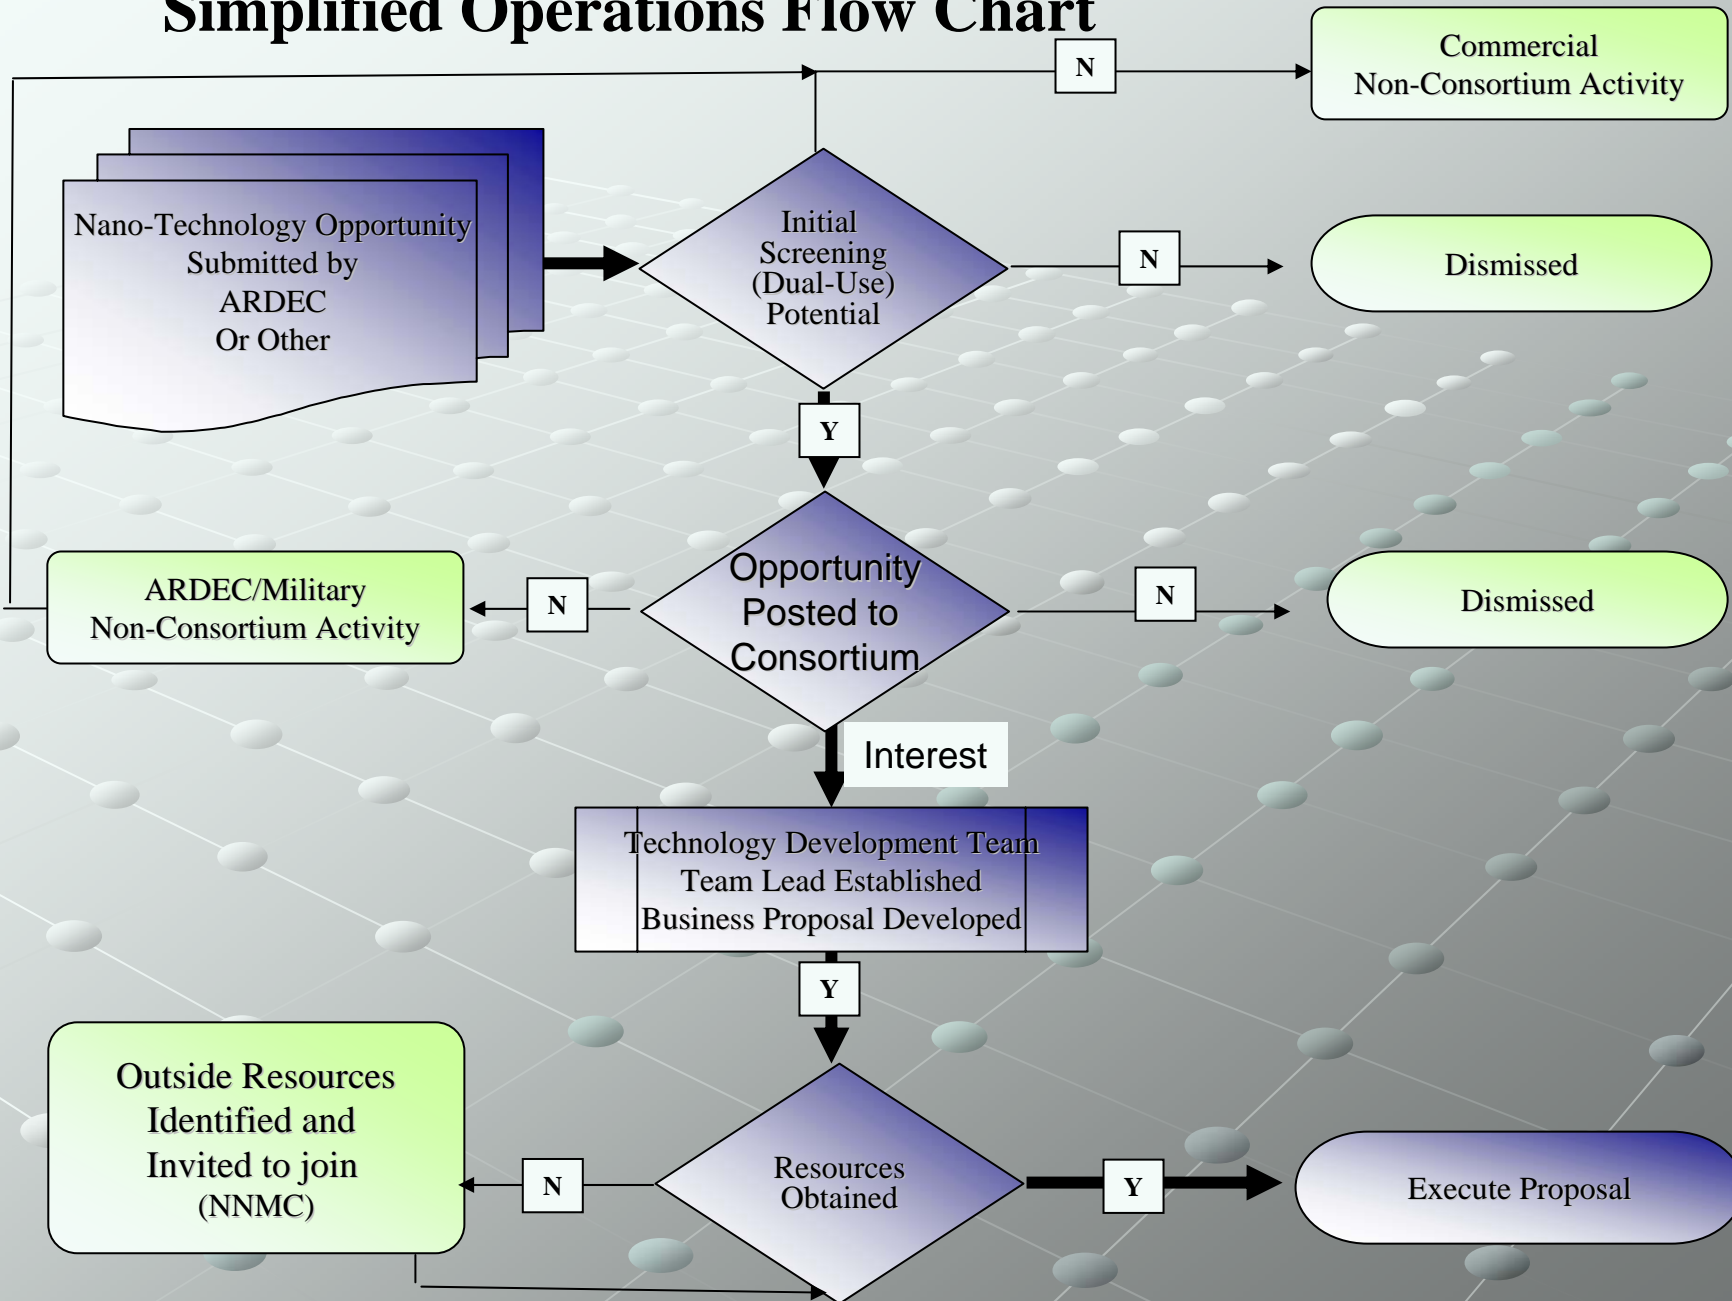 Simplified Operations Flow Chart
N
Commercial
Non-Consortium Activity
Nano-Technology Opportunity
Submitted by
ARDEC
Or Other
Initial
Screening
(Dual-Use)
Potential
N
Dismissed
Y
ARDEC/Military
Non-Consortium Activity
N
Opportunity
Posted to
Consortium
N
Dismissed
Interest
Technology Development Team
Team Lead Established
Business Proposal Developed
Y
Outside Resources
Identified and
Invited to join
(NNMC)
N
Resources
Obtained
Y
Execute Proposal